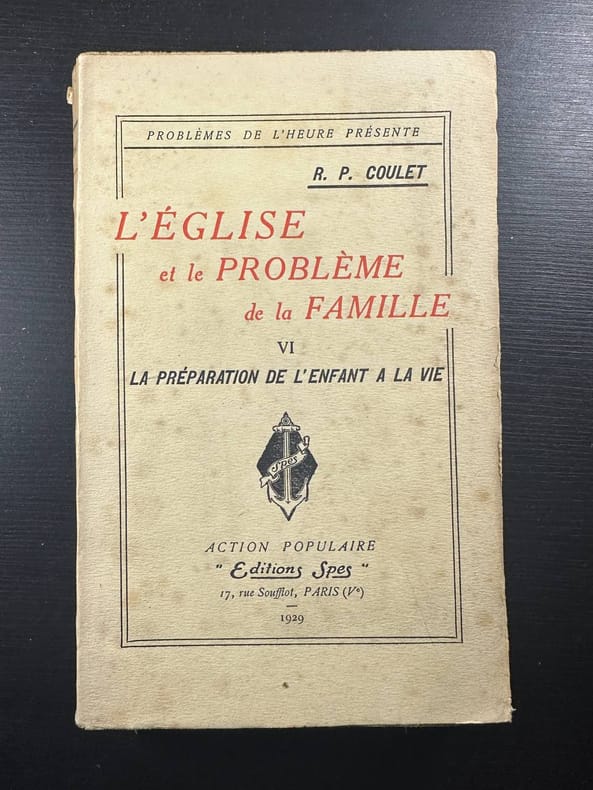 PROBLÈMES DE L'HEURE PRÉSENTE
R. P. COULET
L'ÉGLISE
et le PROBLÈME
de la FAMILLE
VI
LA PRÉPARATION DE L'ENFANT A LA VIE
Spes
ACTION POPULAIRE
" Editions Spes "
17, rue Soufflot, PARIS (Ve)
1929